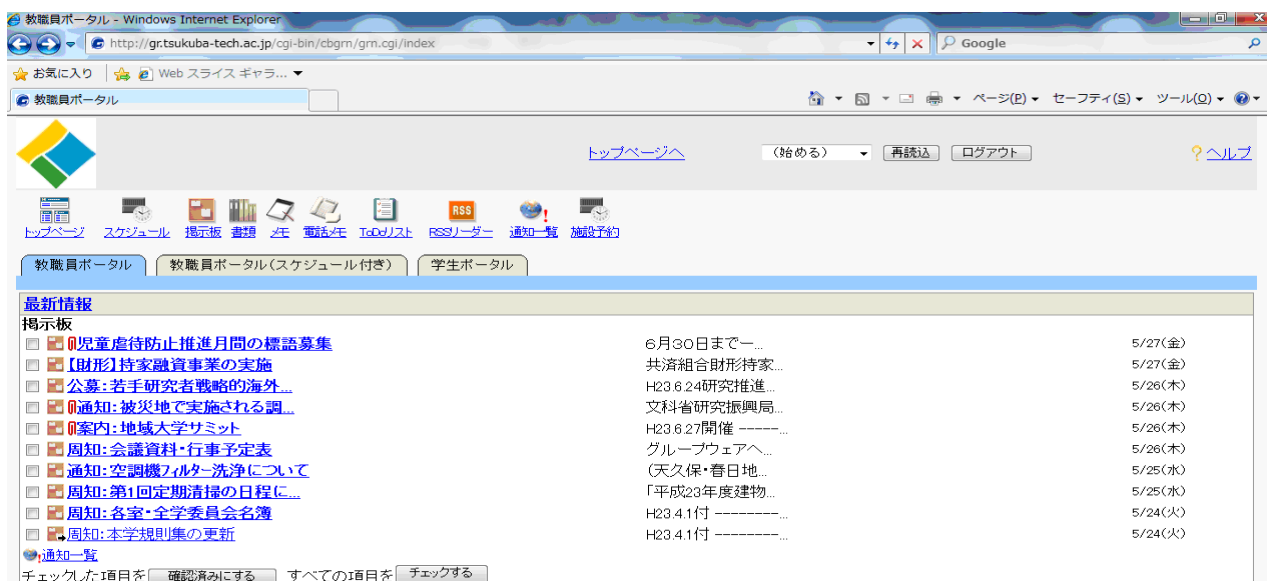 教職員ポータル - Windows Internet Explorer
http://gr.tsukuba-tech.ac.jp/cgi-bin/cbgrn/grn.cgi/index
Google
お気に入り Web スライス ギャラ...
教職員ポータル ページ(P) セーフティ(S) ツール(O)
トップページへ (始める) 再読込 ログアウト ? ヘルプ
RSS
トップページ スケジュール 掲示板 書類 メモ 電話メモ ToDoリスト RSSリーダー 通知一覧 施設予約
教職員ポータル 教職員ポータル(スケジュール付き) 学生ポータル
最新情報
掲示板
児童虐待防止推進月間の標語募集 6月30日まで―... 5/27(金)
【財形】持家融資事業の実施 共済組合財形持家... 5/27(金)
公募:若手研究者戦略的海外... H23.6.24研究推進... 5/26(木)
通知:被災地で実施される調... 文科省研究振興局... 5/26(木)
案内:地域大学サミット H23.6.27開催 -----... 5/26(木)
周知:会議資料・行事予定表 グループウェアへ... 5/26(木)
通知:空調機フィルター洗浄について (天久保・春日地... 5/25(水)
周知:第1回定期清掃の日程に... 「平成23年度建物... 5/25(水)
周知:各室・全学委員会名簿 H23.4.1付 --------... 5/24(火)
周知:本学規則集の更新 H23.4.1付 --------... 5/24(火)
通知一覧
チェックした項目を 確認済みにする すべての項目を チェックする